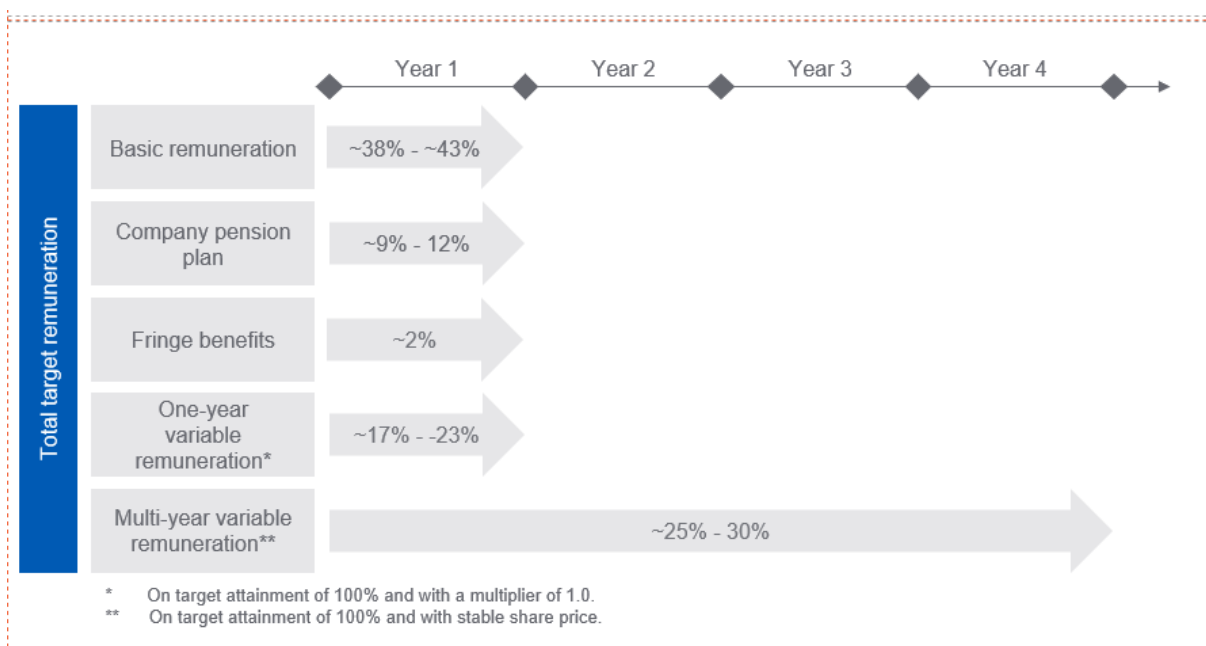 Year 1
Year 2
Year 3
Year 4
Total target remuneration
Basic remuneration
~38% - ~43%
Company pension
plan
~9% - 12%
Fringe benefits
~2%
One-year
variable
remuneration*
~17% - -23%
Multi-year variable
remuneration**
~25% - 30%
* On target attainment of 100% and with a multiplier of 1.0.
** On target attainment of 100% and with stable share price.